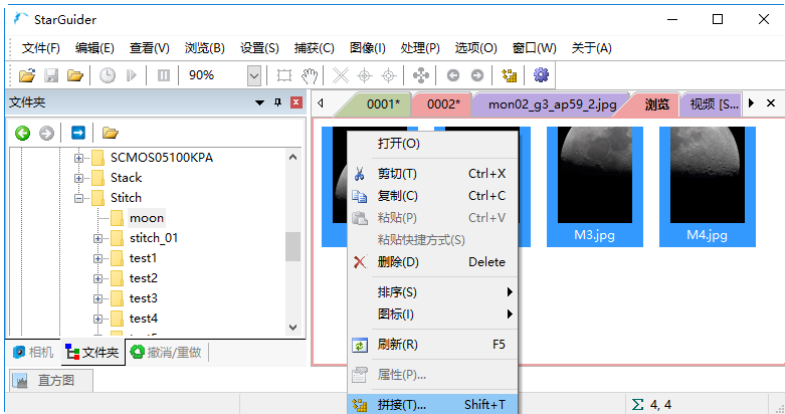 StarGuider
文件(F) 编辑(E) 查看(V) 浏览(B) 设置(S) 捕获(C) 图像(I) 处理(P) 选项(O) 窗口(W) 关于(A)
90%
文件夹
0001* 0002* mon02_g3_ap59_2.jpg 浏览 视频 [S...
SCMOS05100KPA
Stack
Stitch
moon
stitch_01
test1
test2
test3
test4
打开(O)
剪切(T) Ctrl+X
复制(C) Ctrl+C
粘贴(P) Ctrl+V
粘贴快捷方式(S)
删除(D) Delete
排序(S)
图标(I)
刷新(R) F5
属性(P)...
拼接(T)... Shift+T
M3.jpg M4.jpg
相机 文件夹 撤消/重做
直方图
Σ 4, 4